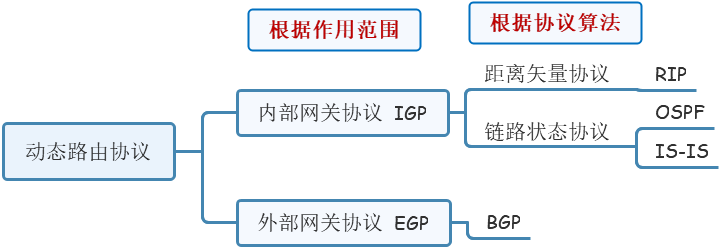 根据作用范围
根据协议算法
动态路由协议
内部网关协议 IGP
距离矢量协议
RIP
链路状态协议
OSPF
IS-IS
外部网关协议 EGP
BGP